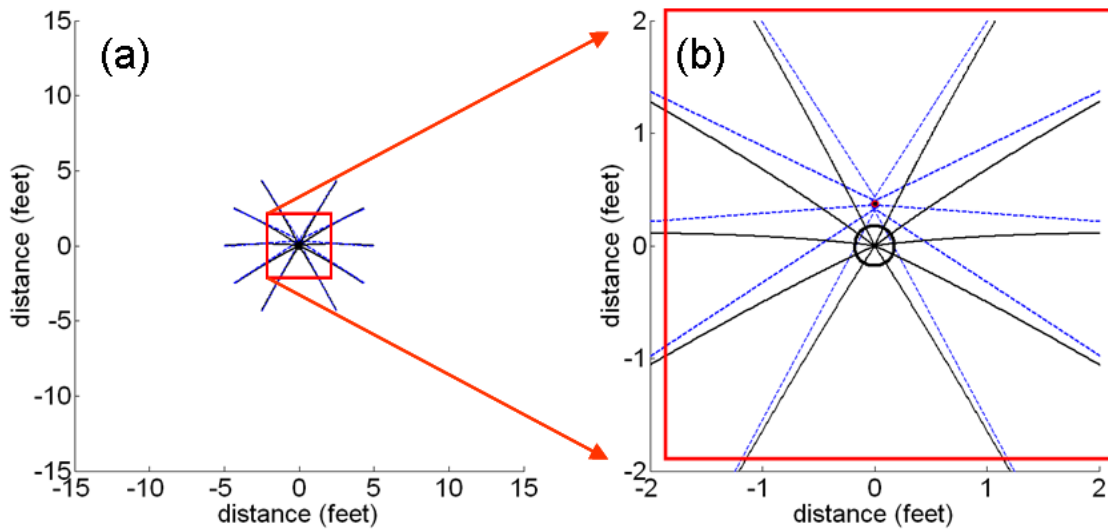 (a)
15
10
5
0
-5
-10
-15
-15 -10 -5 0 5 10 15
distance (feet)
distance (feet)
(b)
2
1
0
-1
-2
-2 -1 0 1 2
distance (feet)
distance (feet)